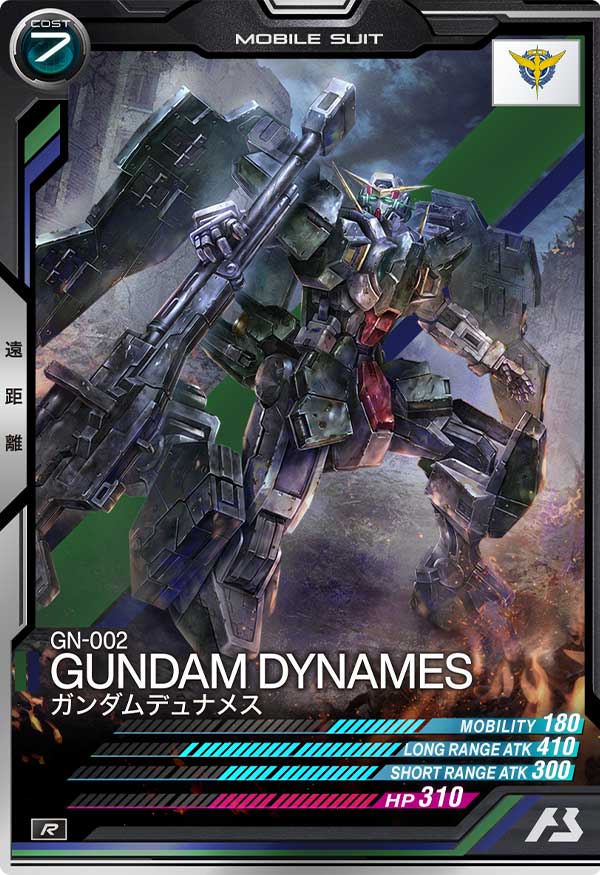 COST
7
MOBILE SUIT
遠距離
GN-002
GUNDAM DYNAMES
ガンダムデュナメス
MOBILITY 180
LONG RANGE ATK 410
SHORT RANGE ATK 300
HP 310
R